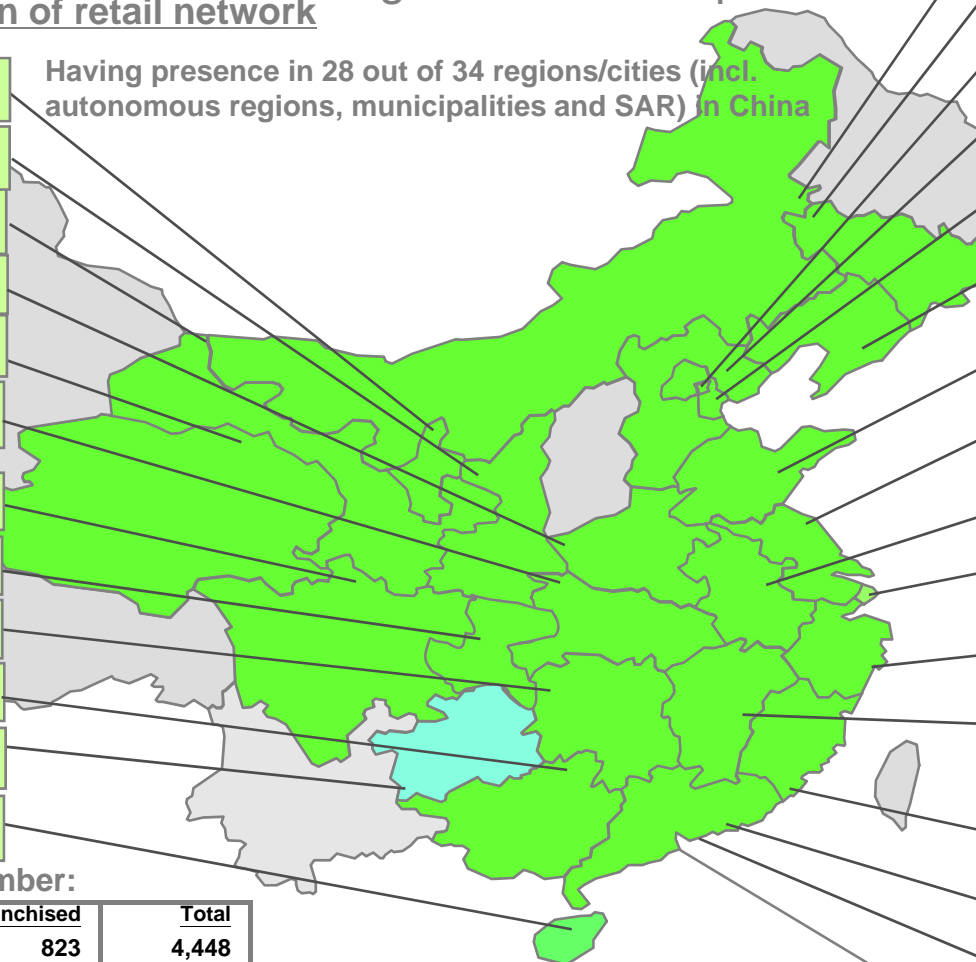 n of retail network
Having presence in 28 out of 34 regions/cities (incl.
autonomous regions, municipalities and SAR) in China
mber:
nchised Total
823 4,448